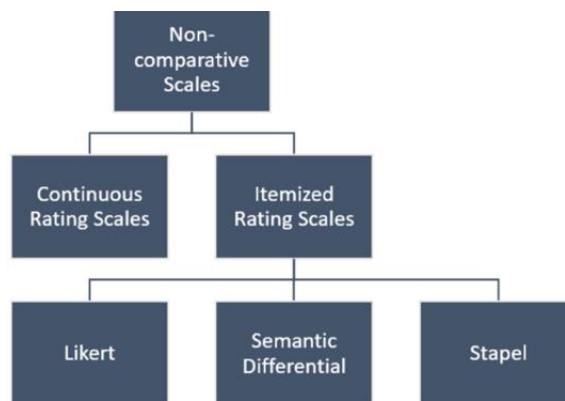 Non-
comparative
Scales
Continuous
Rating Scales
Itemized
Rating Scales
Likert
Semantic
Differential
Stapel